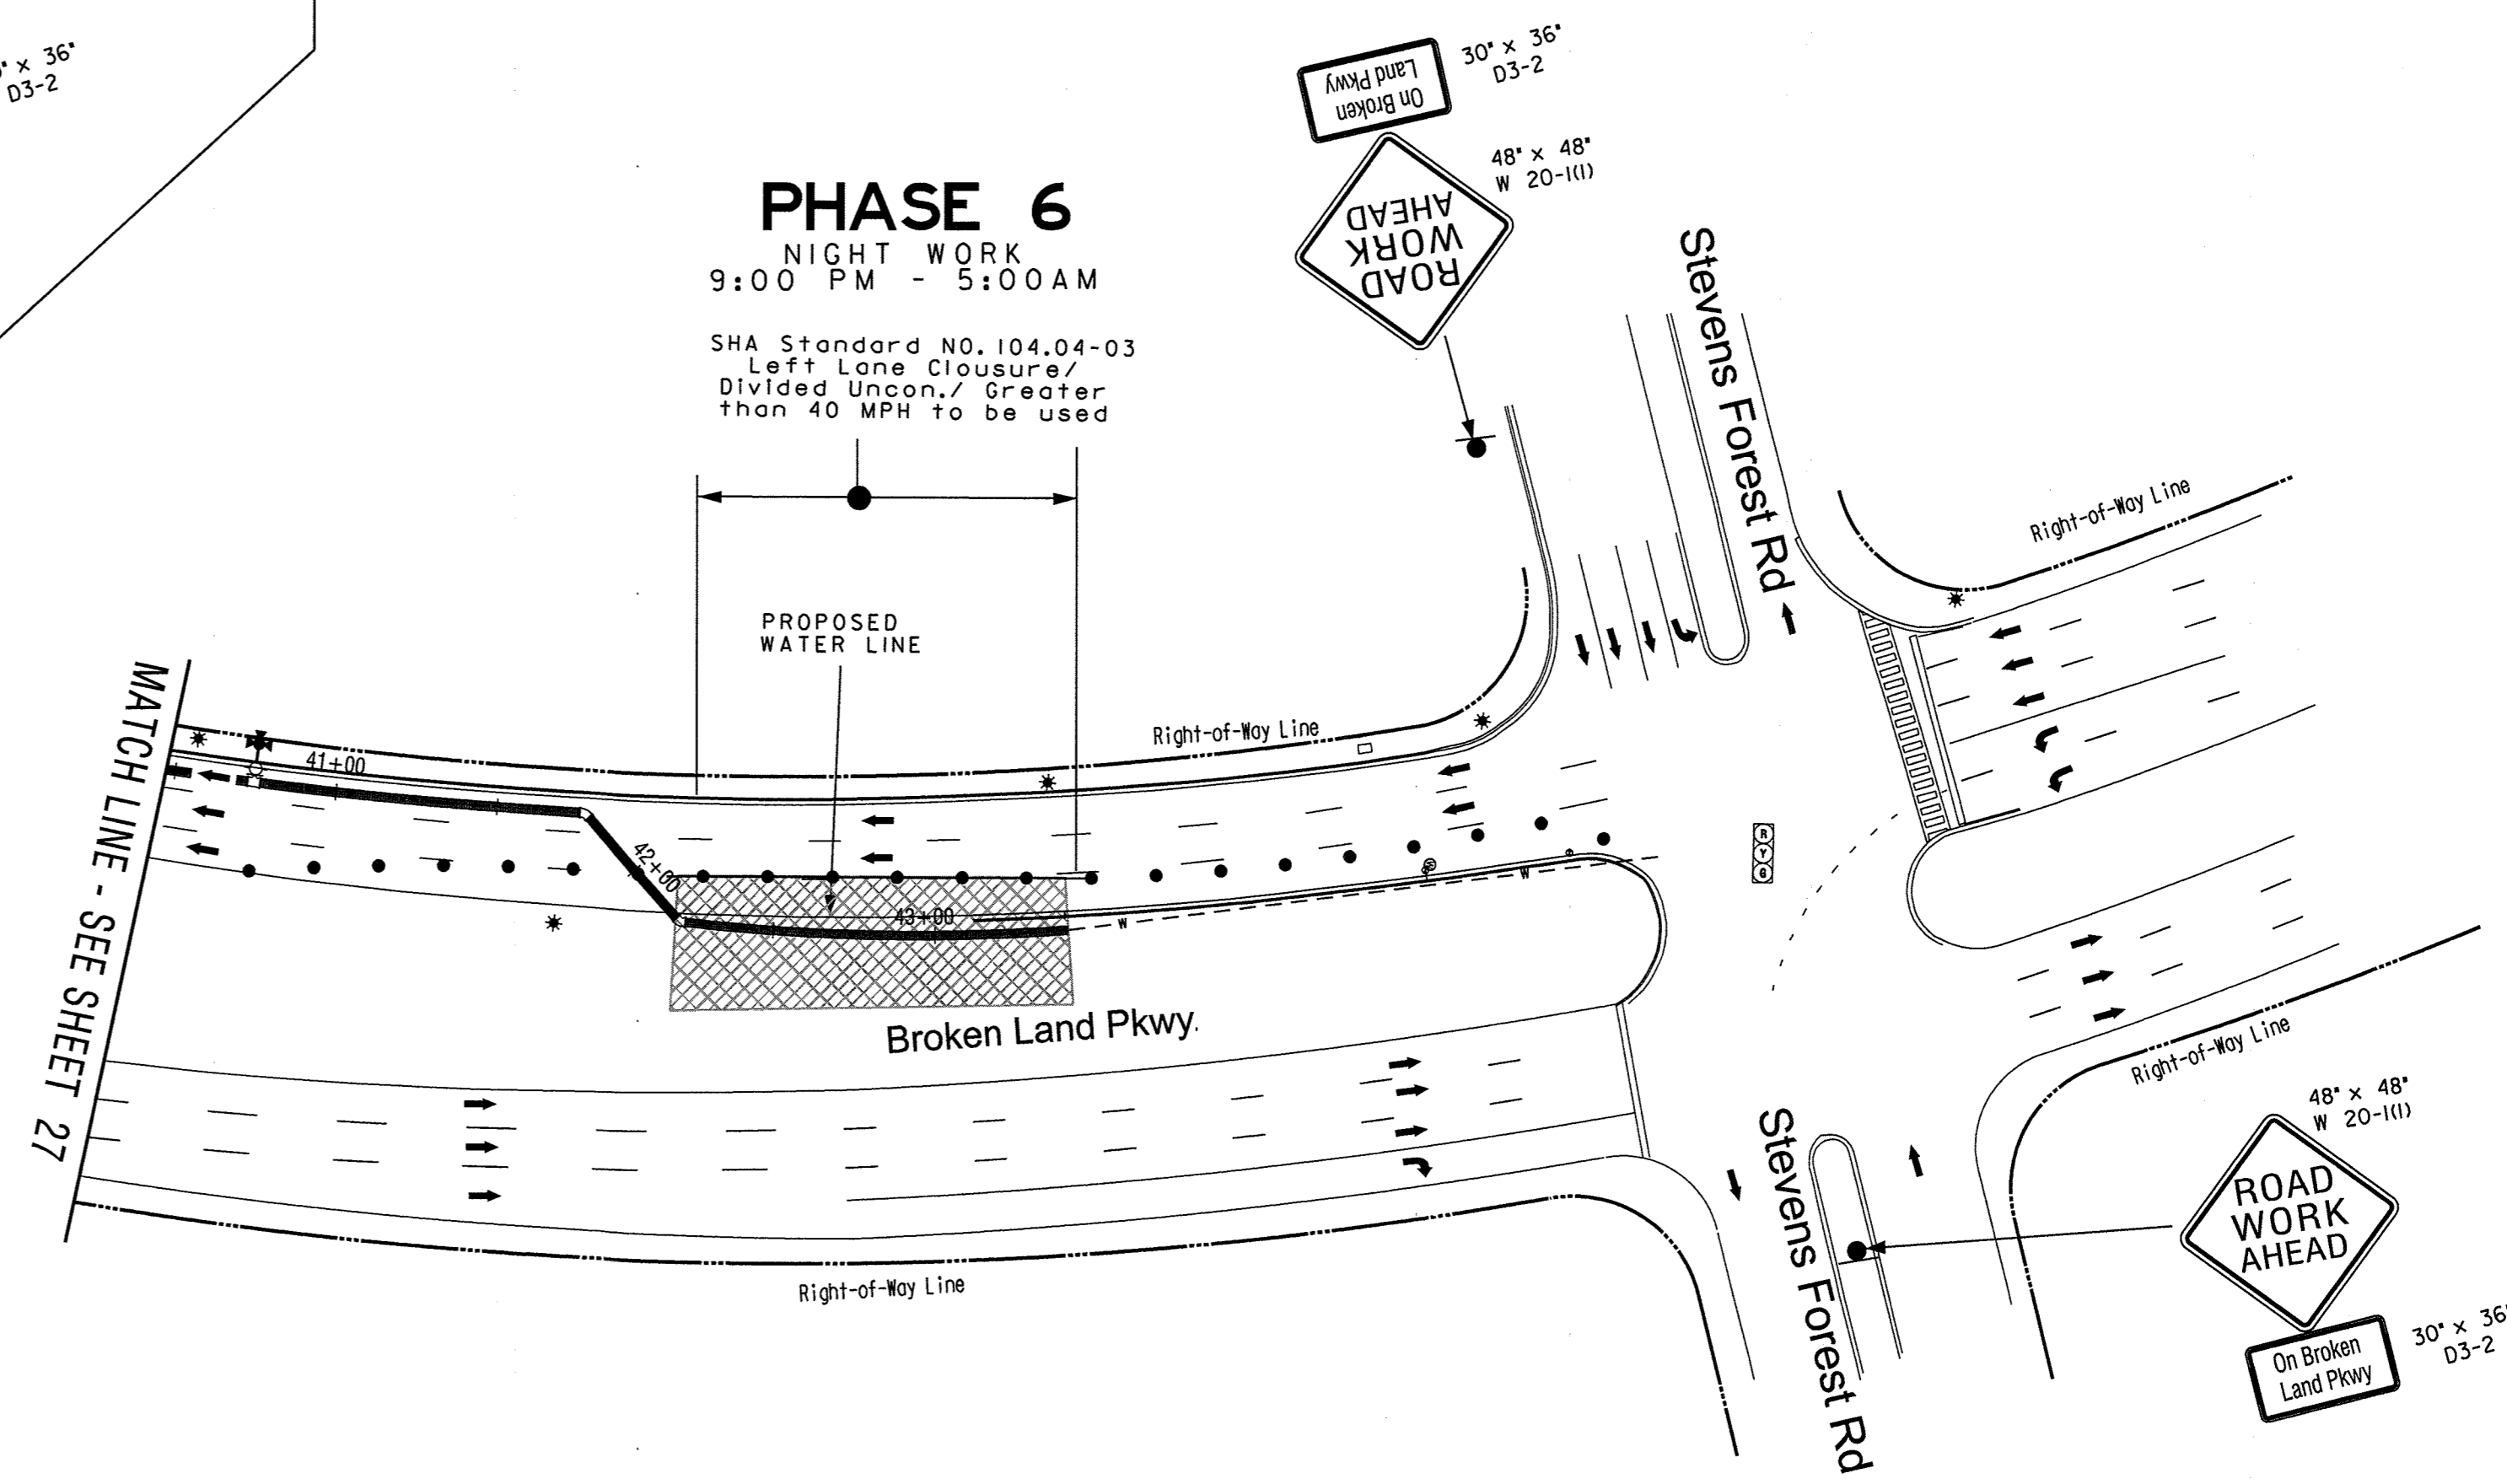 x 36"
D3-2
On Broken
Land Pkwy
30" x 36"
D3-2
48" x 48"
W 20-1(1)
ROAD
WORK
AHEAD
PHASE 6
NIGHT WORK
9:00 PM - 5:00AM
SHA Standard NO. 104.04-03
Left Lane Clousure/
Divided Uncon./ Greater
than 40 MPH to be used
Stevens Forest Rd
Right-of-Way Line
PROPOSED
WATER LINE
Right-of-Way Line
MATCH LINE - SEE SHEET 27
41+00
42+00
43+00
W
W
R
Y
G
Broken Land Pkwy.
Right-of-Way Line
48" x 48"
W 20-1(1)
ROAD
WORK
AHEAD
Stevens Forest Rd
Right-of-Way Line
On Broken
Land Pkwy
30" x 36"
D3-2